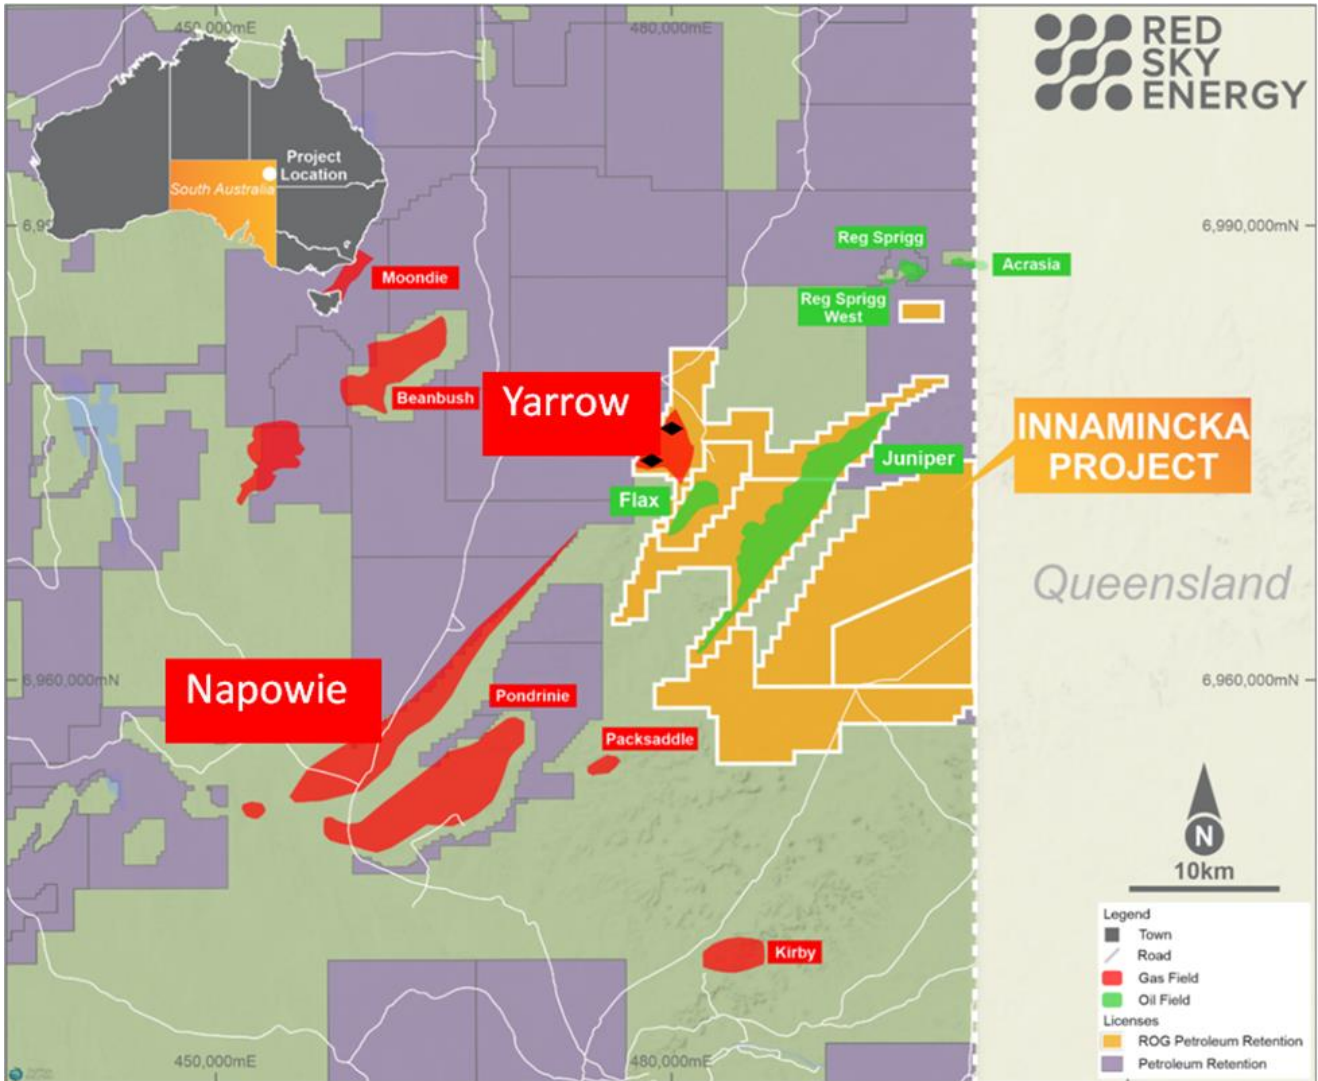 450,000mE
480,000mE
RED
SKY
ENERGY
Project
Location
South Australia
6,990,000mN
Reg Sprigg
Acrasia
Moondie
Reg Sprigg
West
Beanbush
Yarrow
INNAMINCKA
PROJECT
Juniper
Flax
Queensland
6,960,000mN
6,960,000mN
Napowie
Pondrinie
Packsaddle
N
10km
Kirby
Legend
Town
Road
Gas Field
Oil Field
Licenses
ROG Petroleum Retention
Petroleum Retention
450,000mE
480,000mE